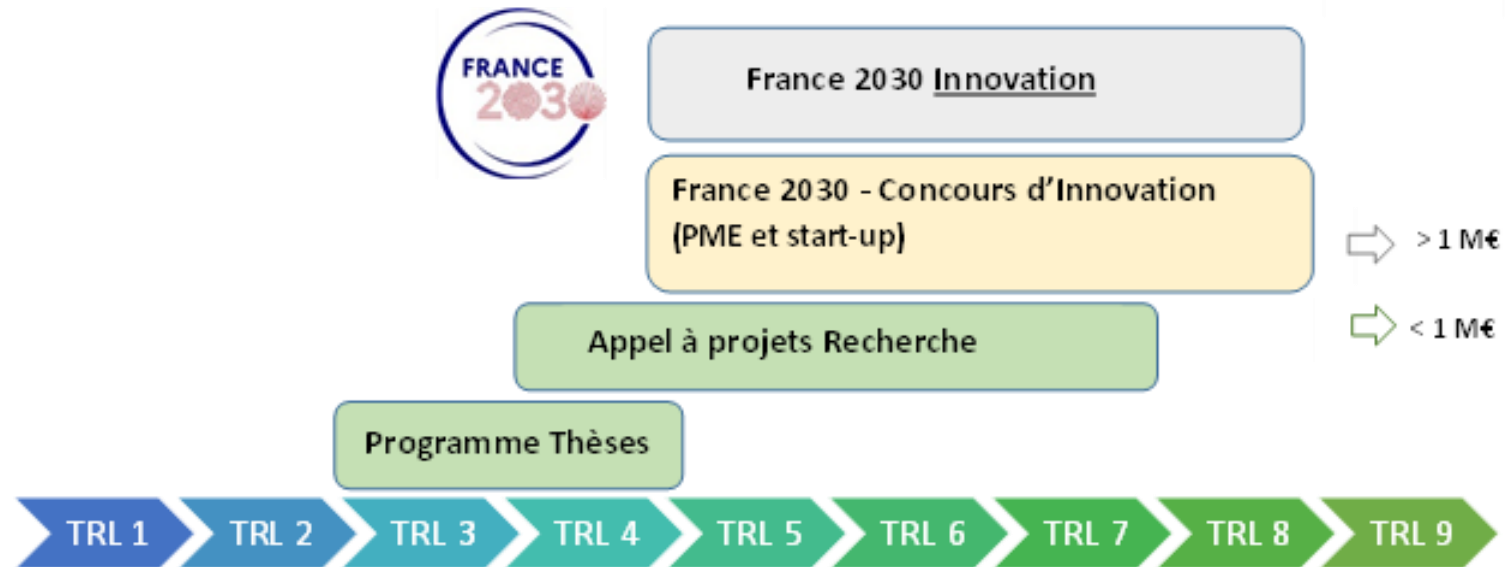 FRANCE
2030
France 2030 Innovation
France 2030 - Concours d’Innovation
(PME et start-up)
> 1 M€
Appel à projets Recherche
< 1 M€
Programme Thèses
TRL 1
TRL 2
TRL 3
TRL 4
TRL 5
TRL 6
TRL 7
TRL 8
TRL 9